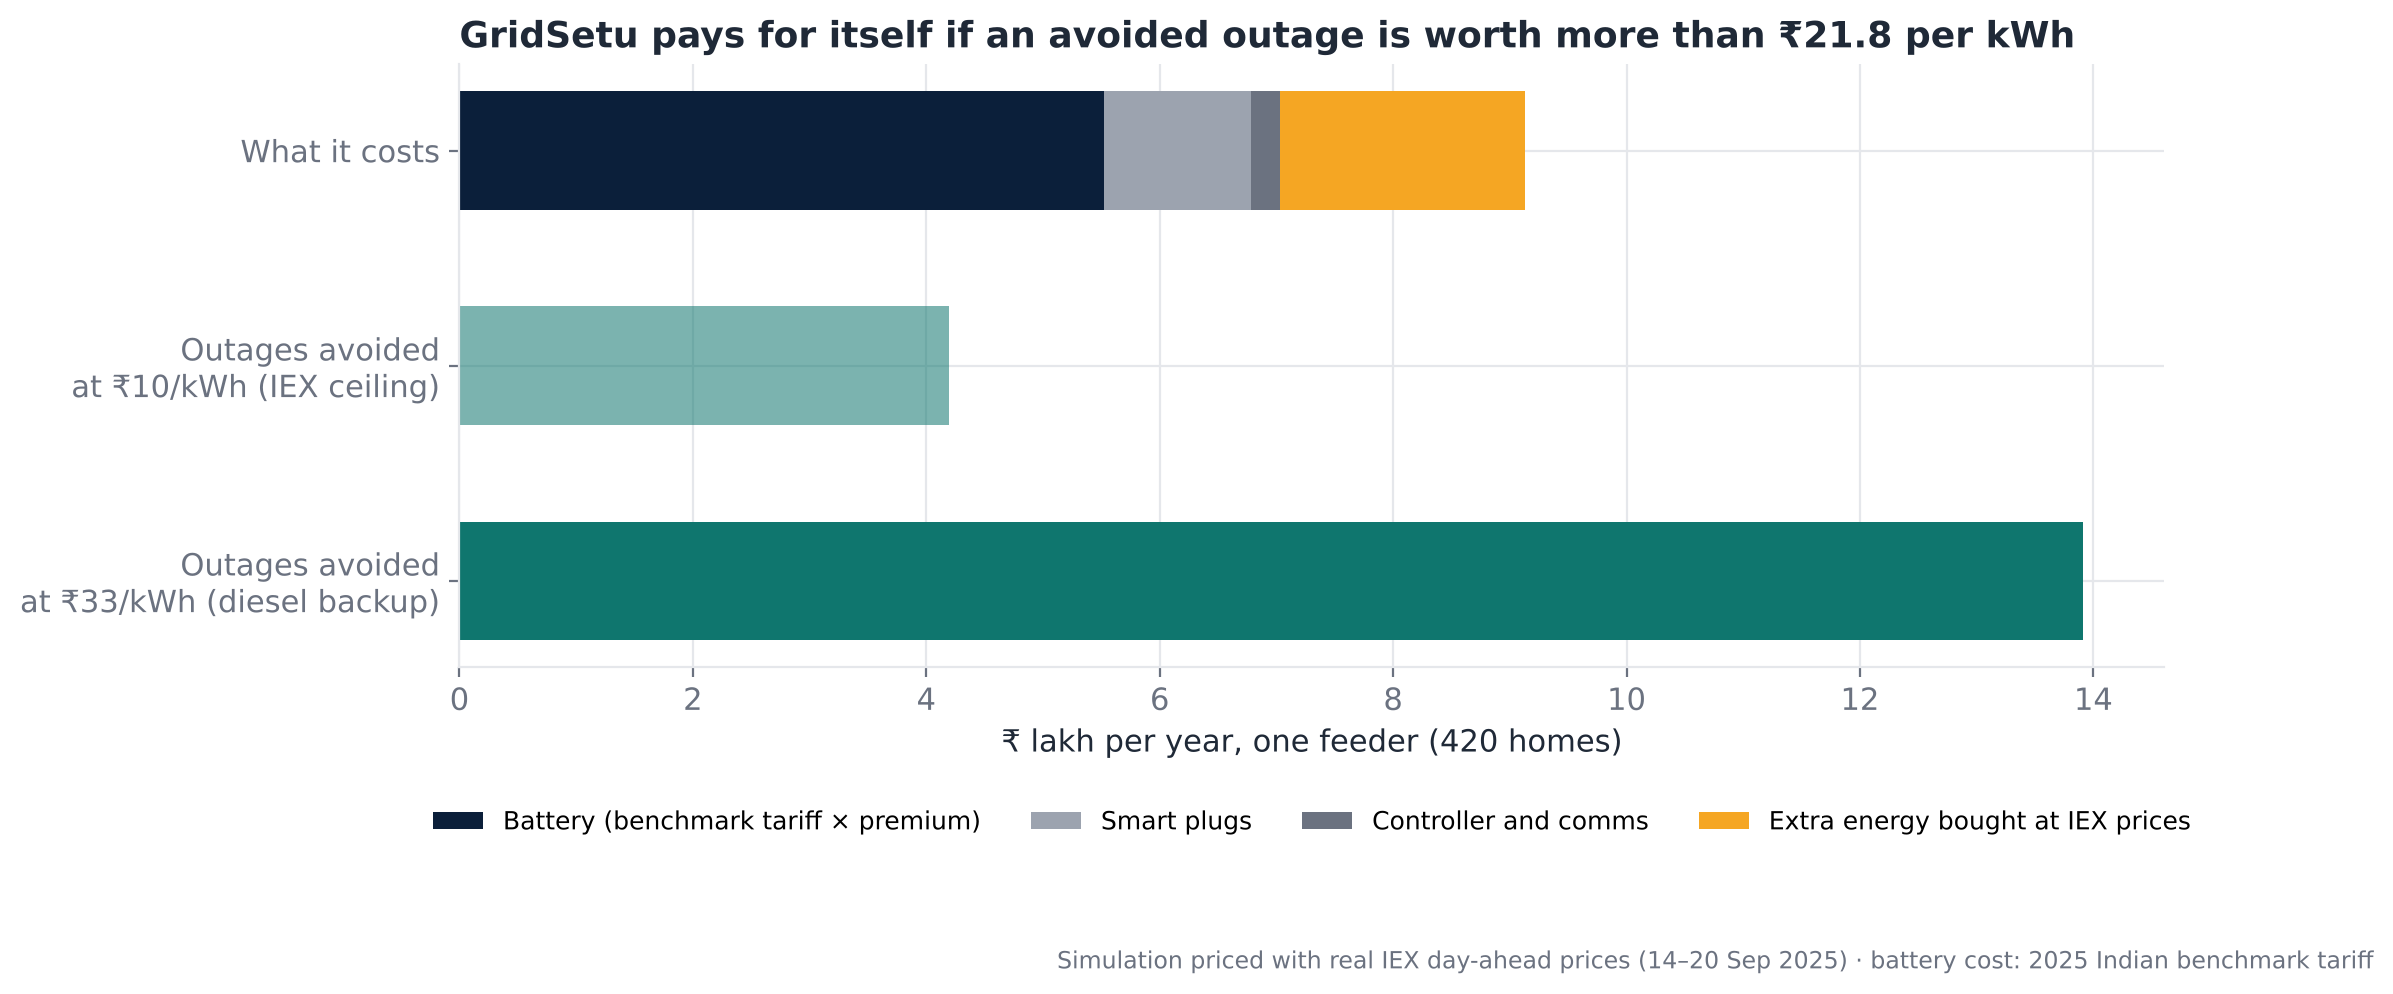 GridSetu pays for itself if an avoided outage is worth more than ₹21.8 per kWh
What it costs
Outages avoided
at ₹10/kWh (IEX ceiling)
Outages avoided
at ₹33/kWh (diesel backup)
0 2 4 6 8 10 12 14
₹ lakh per year, one feeder (420 homes)
Battery (benchmark tariff × premium) Smart plugs Controller and comms Extra energy bought at IEX prices
Simulation priced with real IEX day-ahead prices (14–20 Sep 2025) · battery cost: 2025 Indian benchmark tariff